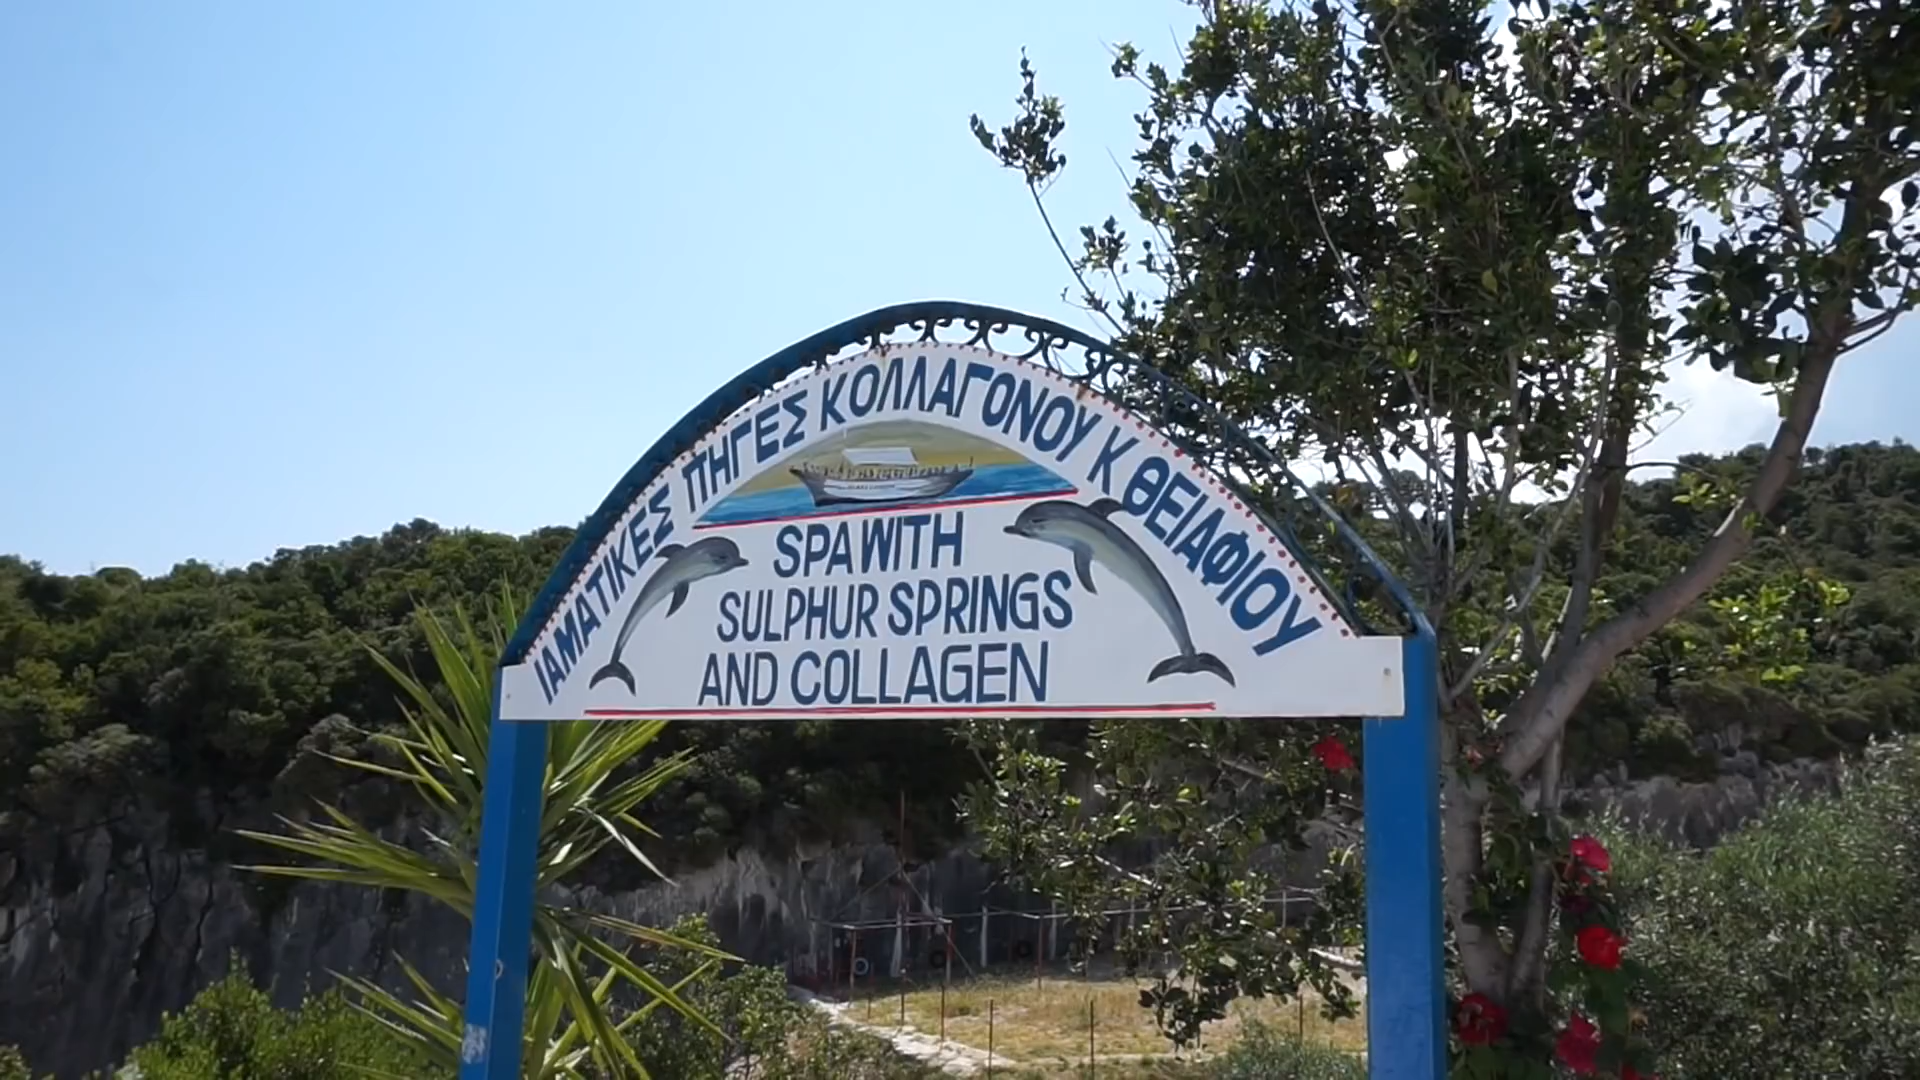 ΙΑΜΑΤΙΚΕΣ ΠΗΓΕΣ ΚΟΛΛΑΓΟΝΟΥ Κ ΘΕΙΑΦΙΟΥ
SPA WITH
SULPHUR SPRINGS
AND COLLAGEN